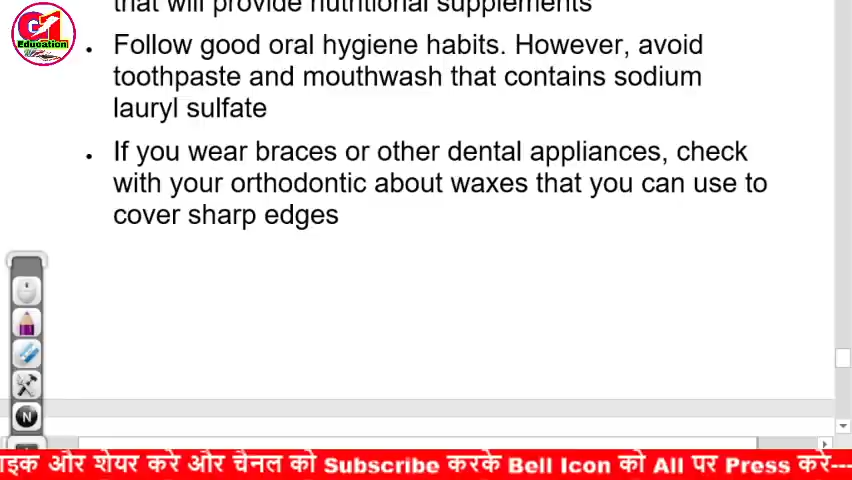 that will provide nutritional supplements
Education
• Follow good oral hygiene habits. However, avoid
toothpaste and mouthwash that contains sodium
lauryl sulfate
• If you wear braces or other dental appliances, check
with your orthodontic about waxes that you can use to
cover sharp edges
N
इक और शेयर करे और चैनल को Subscribe करके Bell Icon को All पर Press करे---